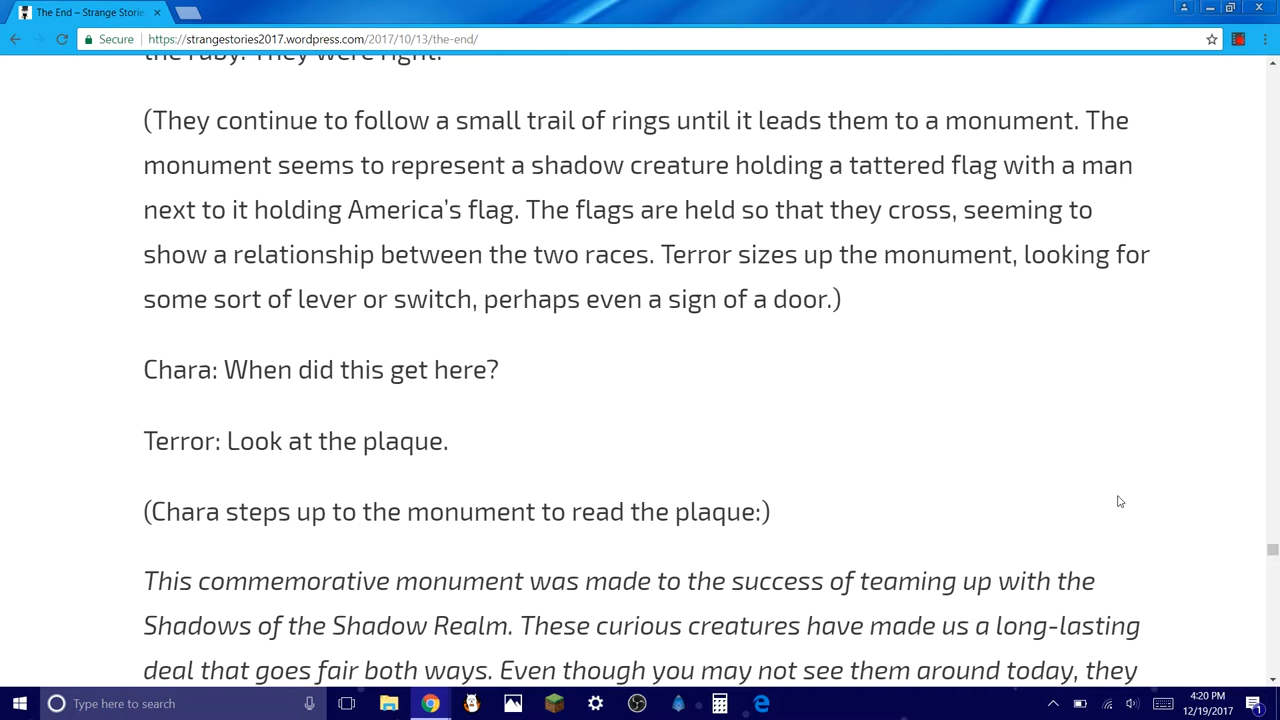 The End – Strange Storie
Secure
https://strangestories2017.wordpress.com/2017/10/13/the-end/
the ruby. They were right.
(They continue to follow a small trail of rings until it leads them to a monument. The
monument seems to represent a shadow creature holding a tattered flag with a man
next to it holding America's flag. The flags are held so that they cross, seeming to
show a relationship between the two races. Terror sizes up the monument, looking for
some sort of lever or switch, perhaps even a sign of a door.)
Chara: When did this get here?
Terror: Look at the plaque.
(Chara steps up to the monument to read the plaque:)
This commemorative monument was made to the success of teaming up with the
Shadows of the Shadow Realm. These curious creatures have made us a long-lasting
deal that goes fair both ways. Even though you may not see them around today, they
Type here to search
4:20 PM
12/19/2017
1